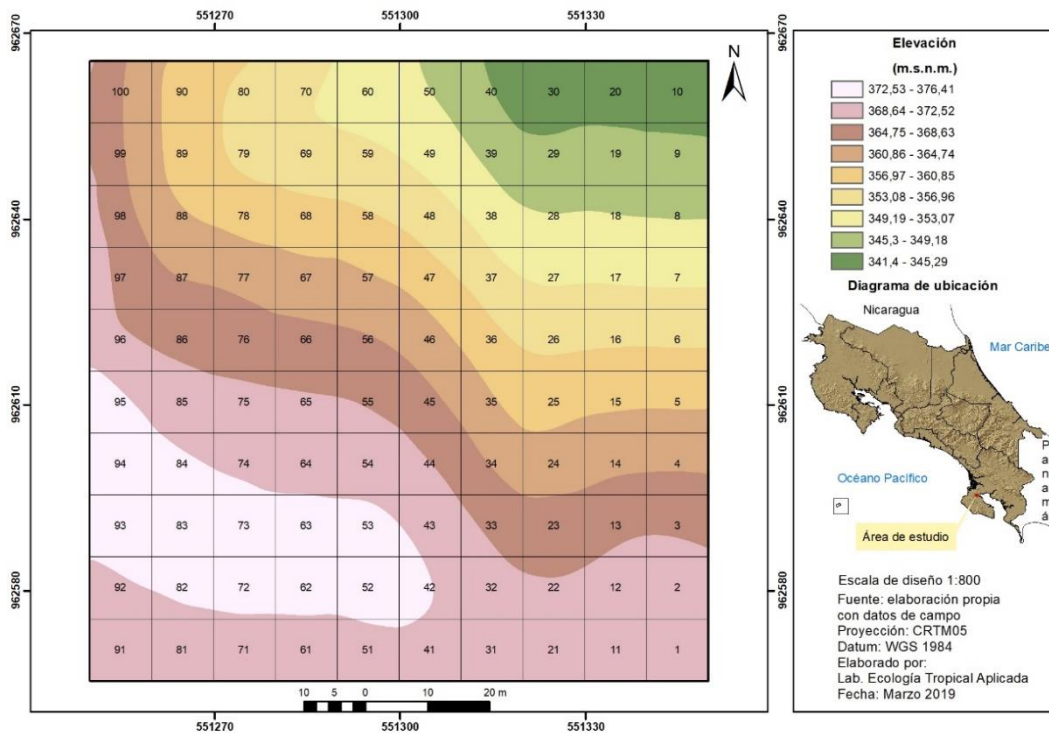 551270 551300 551330
962670 962670
N
100 90 80 70 60 50 40 30 20 10
99 89 79 69 59 49 39 29 19 9
962640 962640
98 88 78 68 58 48 38 28 18 8
97 87 77 67 57 47 37 27 17 7
96 86 76 66 56 46 36 26 16 6
962610 962610
95 85 75 65 55 45 35 25 15 5
94 84 74 64 54 44 34 24 14 4
93 83 73 63 53 43 33 23 13 3
962580 962580
92 82 72 62 52 42 32 22 12 2
91 81 71 61 51 41 31 21 11 1
10 5 0 10 20 m
551270 551300 551330
Elevación
(m.s.n.m.)
372,53 - 376,41
368,64 - 372,52
364,75 - 368,63
360,86 - 364,74
356,97 - 360,85
353,08 - 356,96
349,19 - 353,07
345,3 - 349,18
341,4 - 345,29
Diagrama de ubicación
Nicaragua
Mar Caribe
P
a
n
a
m
á
Océano Pacífico
Área de estudio
Escala de diseño 1:800
Fuente: elaboración propia
con datos de campo
Proyección: CRTM05
Datum: WGS 1984
Elaborado por:
Lab. Ecología Tropical Aplicada
Fecha: Marzo 2019